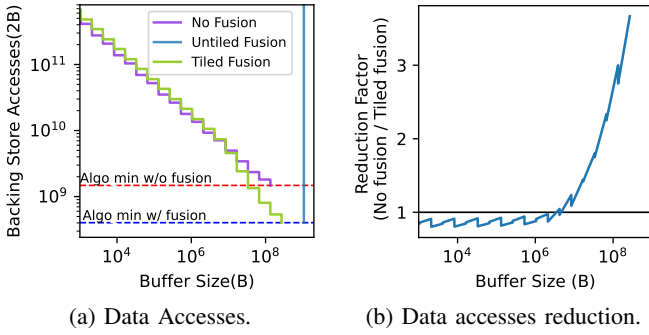 Backing Store Accesses(2B)
10^11
10^10
10^9
No Fusion
Untiled Fusion
Tiled Fusion
Algo min w/o fusion
Algo min w/ fusion
10^4
10^6
10^8
Buffer Size(B)
(a) Data Accesses.
Reduction Factor
(No fusion / Tiled fusion)
3
2
1
10^4
10^6
10^8
Buffer Size (B)
(b) Data accesses reduction.